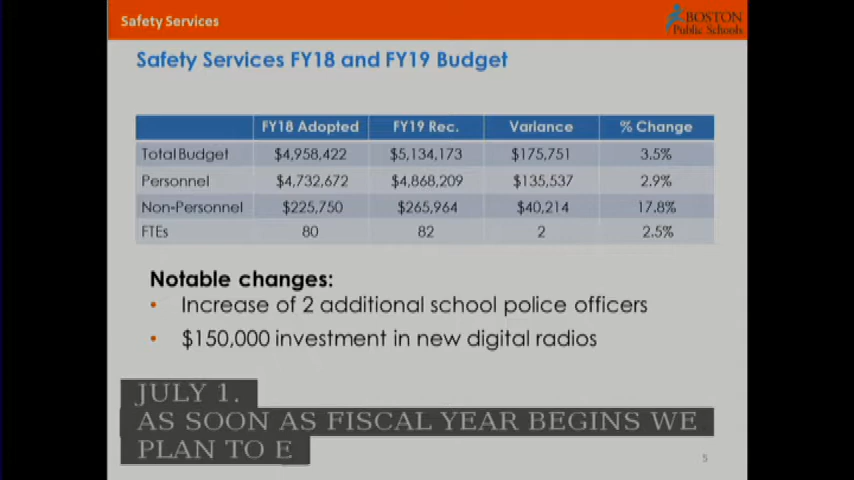 Safety Services
BOSTON
Public Schools
Safety Services FY18 and FY19 Budget
FY18 Adopted FY19 Rec. Variance % Change
Total Budget $4,958,422 $5,134,173 $175,751 3.5%
Personnel $4,732,672 $4,868,209 $135,537 2.9%
Non-Personnel $225,750 $265,964 $40,214 17.8%
FTEs 80 82 2 2.5%
Notable changes:
• Increase of 2 additional school police officers
• $150,000 investment in new digital radios
JULY 1.
AS SOON AS FISCAL YEAR BEGINS WE
PLAN TO E
5